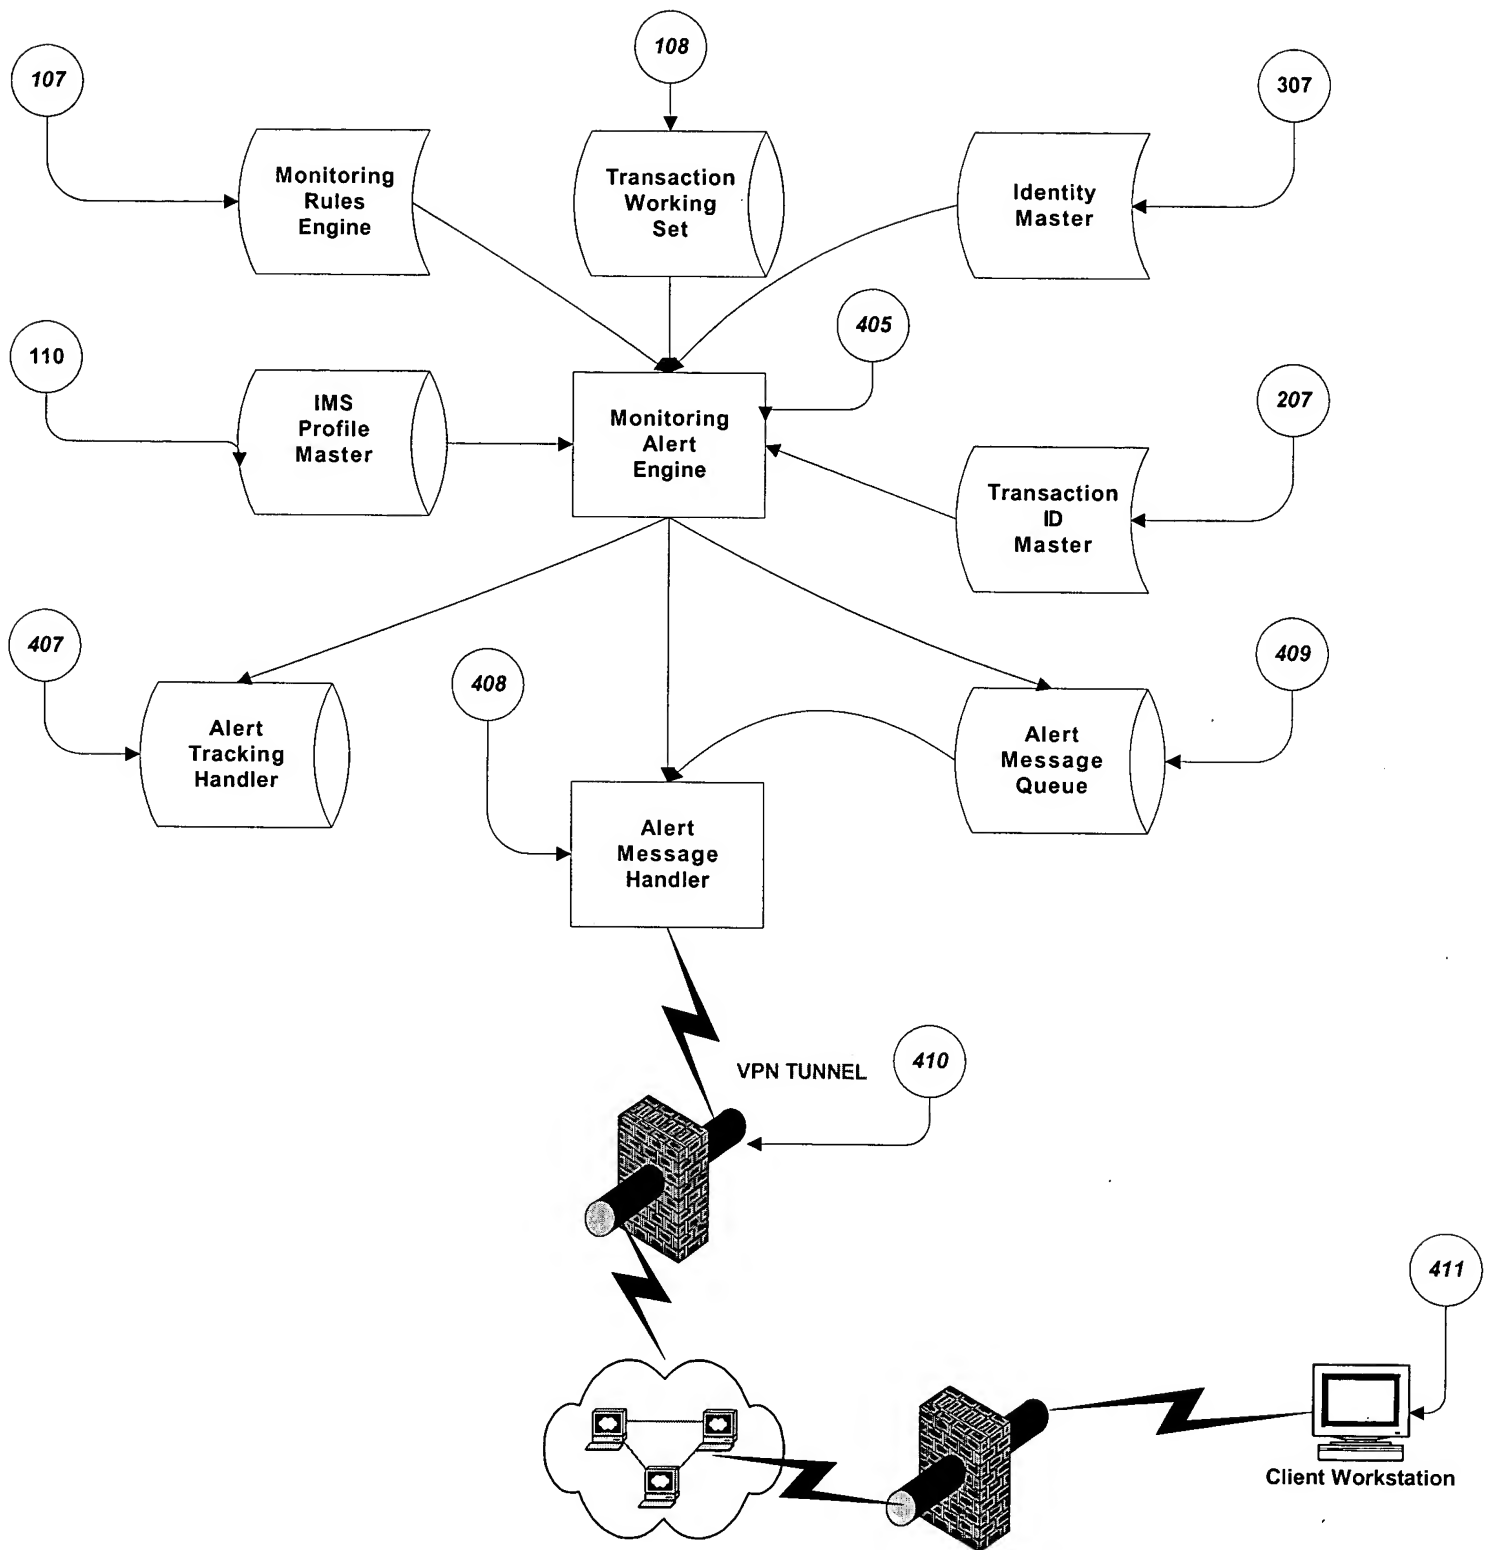 108
107
307
Monitoring
Rules
Engine
Transaction
Working
Set
Identity
Master
405
110
IMS
Profile
Master
Monitoring
Alert
Engine
207
Transaction
ID
Master
407
408
409
Alert
Tracking
Handler
Alert
Message
Queue
Alert
Message
Handler
VPN TUNNEL
410
411
Client Workstation